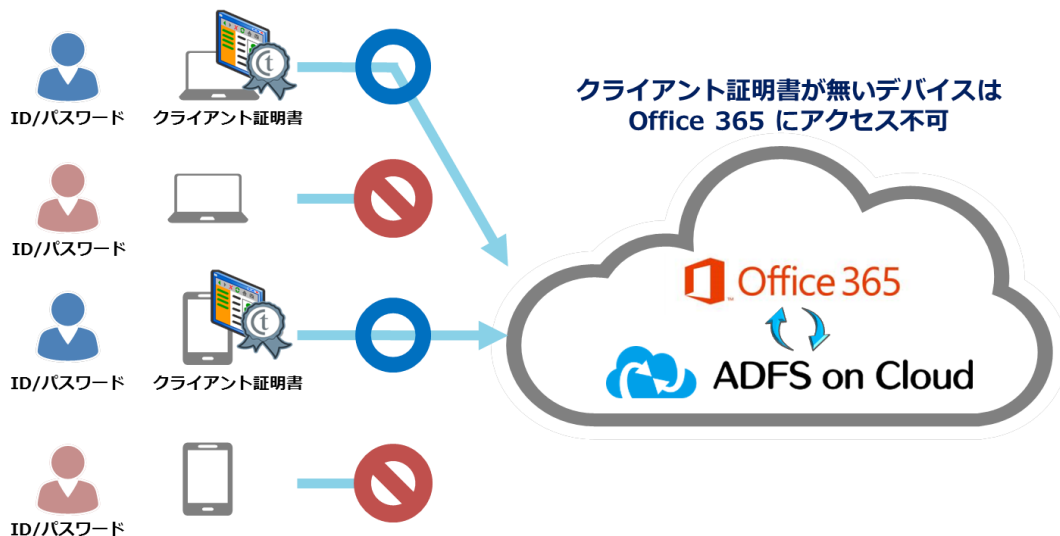 ID/パスワード
クライアント証明書
クライアント証明書が無いデバイスは
Office 365 にアクセス不可
ID/パスワード
Office 365
ADFS on Cloud
ID/パスワード
クライアント証明書
ID/パスワード